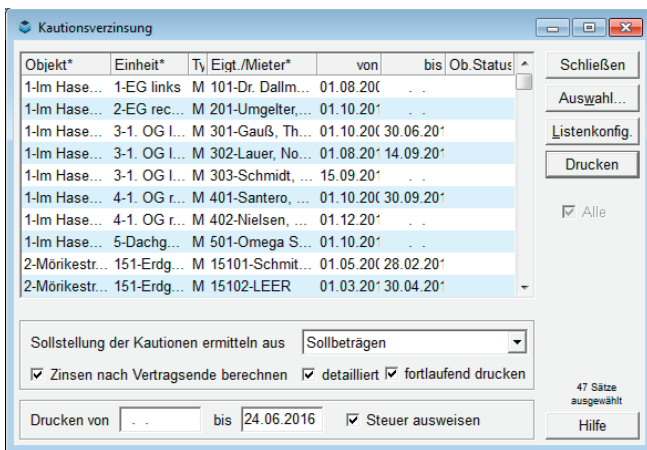 Kautionsverzinsung
Objekt* Einheit* Ty Eigt./Mieter* von bis Ob.Status
1-Im Hase... 1-EG links M 101-Dr. Dallm... 01.08.200 . .
1-Im Hase... 2-EG rec... M 201-Umgelter,... 01.10.201 . .
1-Im Hase... 3-1. OG l... M 301-Gauß, Th... 01.10.200 30.06.201
1-Im Hase... 3-1. OG l... M 302-Lauer, No... 01.08.201 14.09.201
1-Im Hase... 3-1. OG l... M 303-Schmidt, ... 15.09.201 . .
1-Im Hase... 4-1. OG r... M 401-Santero, ... 01.10.200 30.09.201
1-Im Hase... 4-1. OG r... M 402-Nielsen, ... 01.12.201 . .
1-Im Hase... 5-Dachg... M 501-Omega S... 01.10.201 . .
2-Mörikestr... 151-Erdg... M 15101-Schmit... 01.05.200 28.02.201
2-Mörikestr... 151-Erdg... M 15102-LEER 01.03.201 30.04.201
Schließen
Auswahl...
Listenkonfig.
Drucken
Alle
Sollstellung der Kautionen ermitteln aus Sollbeträgen
Zinsen nach Vertragsende berechnen detailliert fortlaufend drucken
47 Sätze
ausgewählt
Drucken von . . bis 24.06.2016 Steuer ausweisen
Hilfe